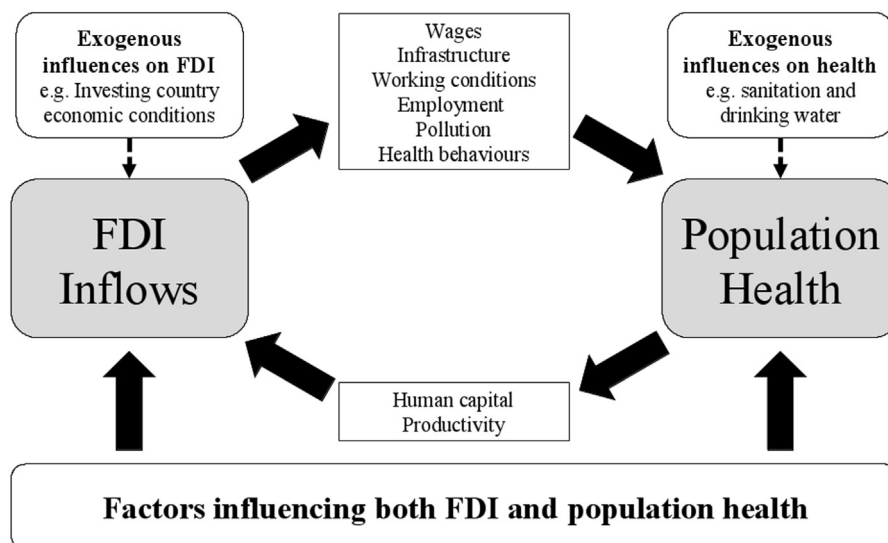 Exogenous
influences on FDI
e.g. Investing country
economic conditions
Wages
Infrastructure
Working conditions
Employment
Pollution
Health behaviours
Exogenous
influences on health
e.g. sanitation and
drinking water
FDI
Inflows
Population
Health
Human capital
Productivity
Factors influencing both FDI and population health